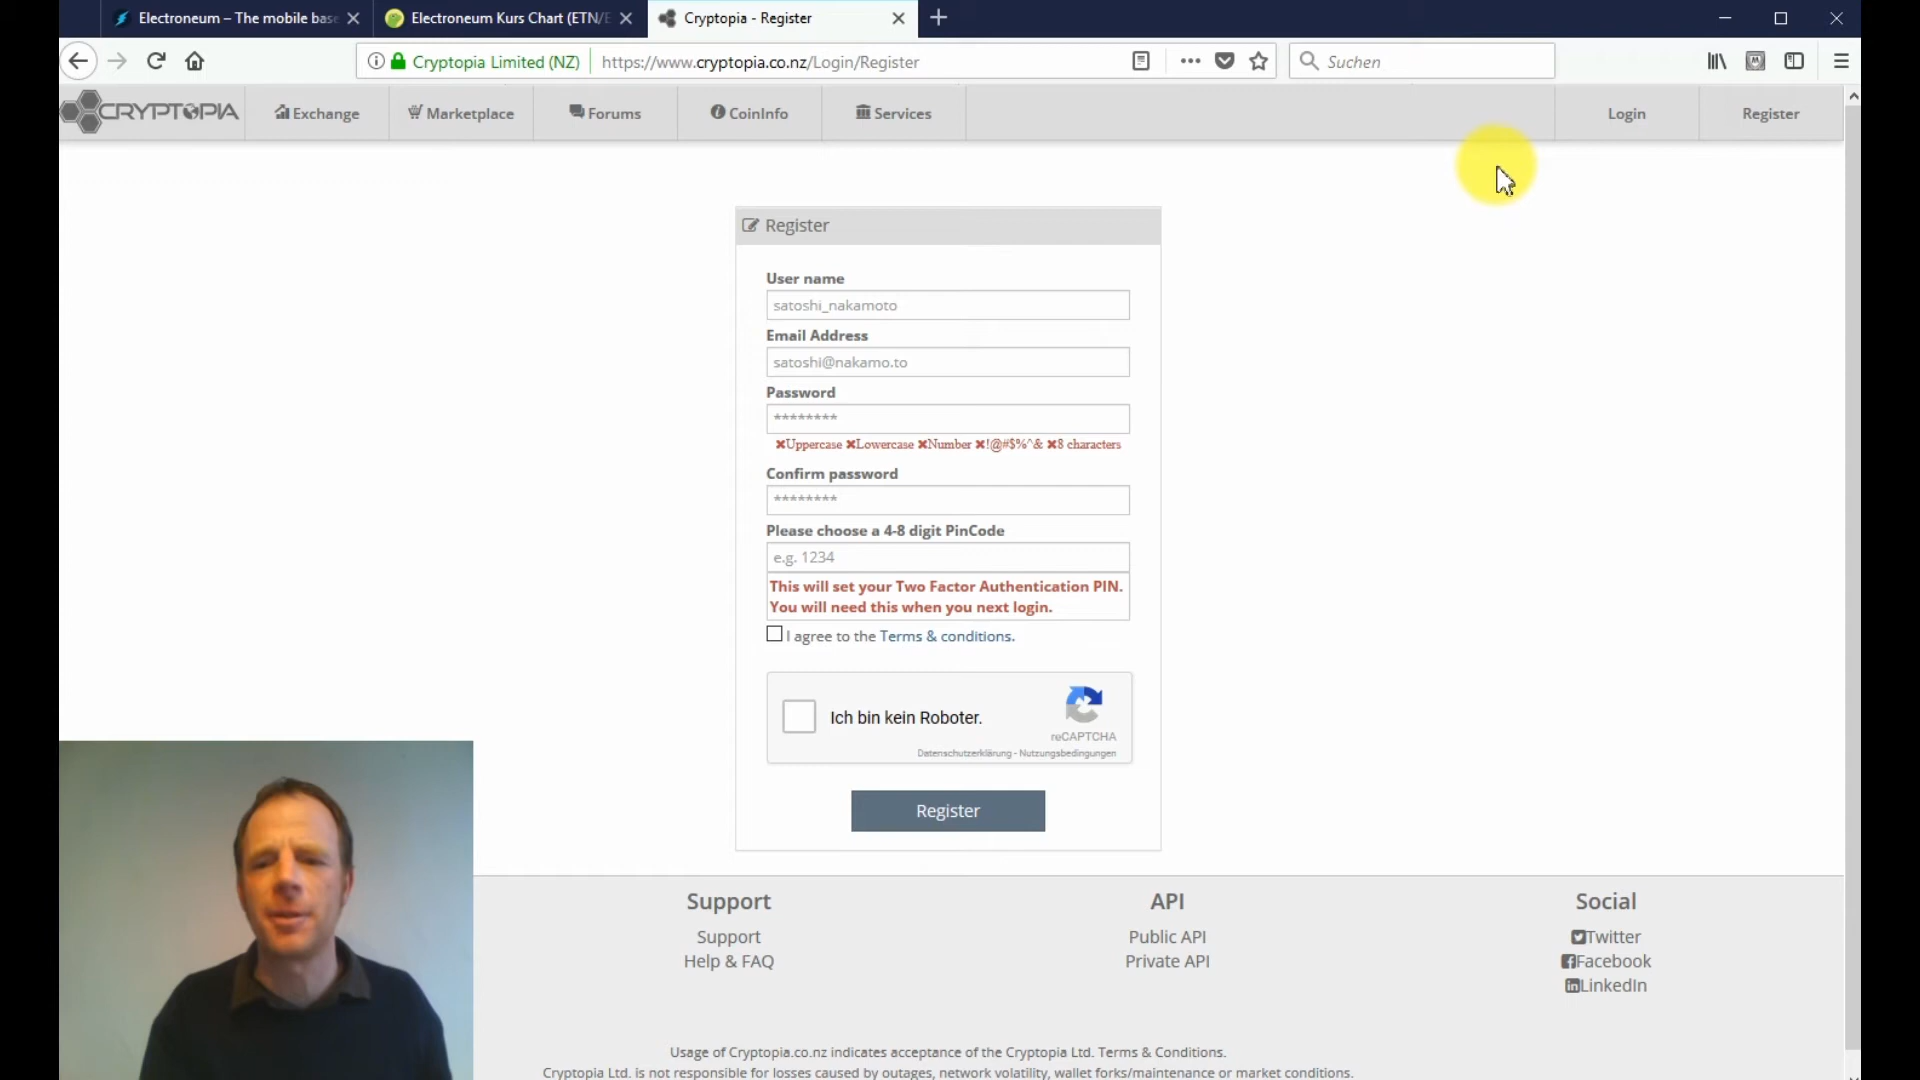 Electroneum – The mobile base
Electroneum Kurs Chart (ETN/E
Cryptopia - Register
Cryptopia Limited (NZ)
https://www.cryptopia.co.nz/Login/Register
Suchen
CRYPTOPIA
Exchange
Marketplace
Forums
CoinInfo
Services
Login
Register
Register
User name
satoshi_nakamoto
Email Address
satoshi@nakamo.to
Password
********
✖Uppercase ✖Lowercase ✖Number ✖!@#$%^& ✖8 characters
Confirm password
********
Please choose a 4-8 digit PinCode
e.g. 1234
This will set your Two Factor Authentication PIN.
You will need this when you next login.
I agree to the Terms & conditions.
Ich bin kein Roboter.
reCAPTCHA
Datenschutzerklärung - Nutzungsbedingungen
Register
Support
Support
Help & FAQ
API
Public API
Private API
Social
Twitter
Facebook
LinkedIn
Usage of Cryptopia.co.nz indicates acceptance of the Cryptopia Ltd. Terms & Conditions.
Cryptopia Ltd. is not responsible for losses caused by outages, network volatility, wallet forks/maintenance or market conditions.